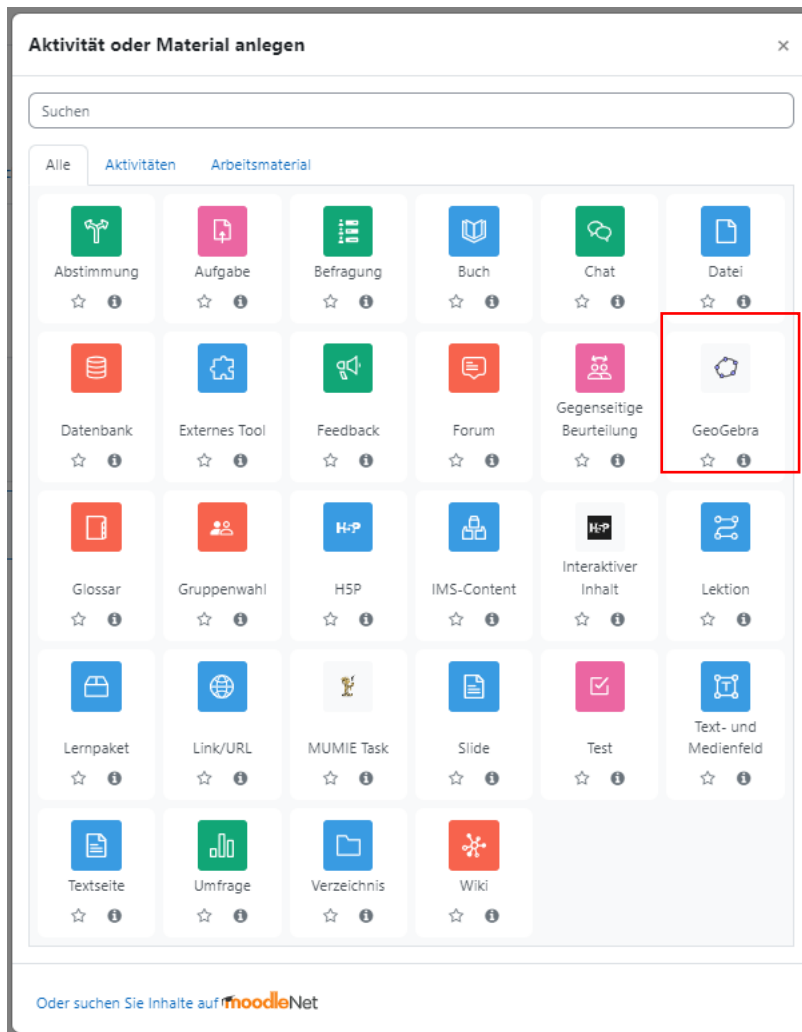 Aktivität oder Material anlegen
Suchen
Alle Aktivitäten Arbeitsmaterial
Abstimmung Aufgabe Befragung Buch Chat Datei
Datenbank Externes Tool Feedback Forum Gegenseitige Beurteilung GeoGebra
Glossar Gruppenwahl H5P IMS-Content Interaktiver Inhalt Lektion
Lernpaket Link/URL MUMIE Task Slide Test Text- und Medienfeld
Textseite Umfrage Verzeichnis Wiki
Oder suchen Sie Inhalte auf moodleNet